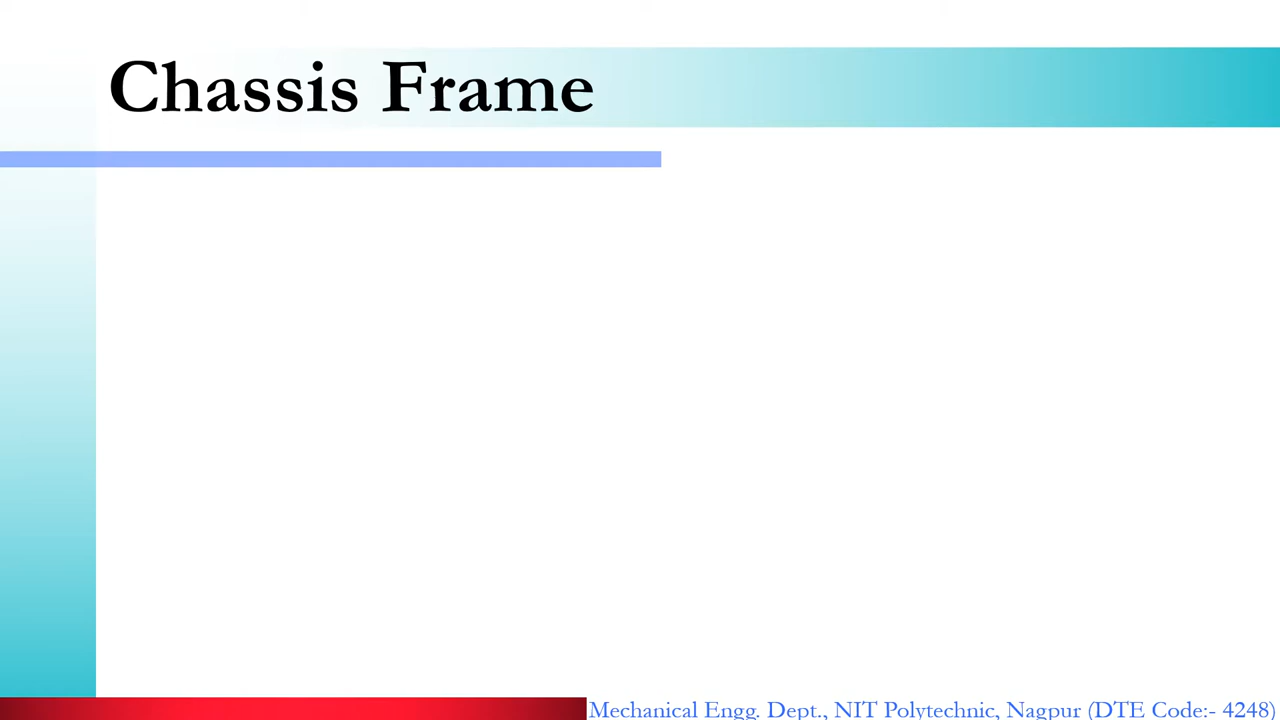 Chassis Frame
Mechanical Engg. Dept., NIT Polytechnic, Nagpur (DTE Code:- 4248)